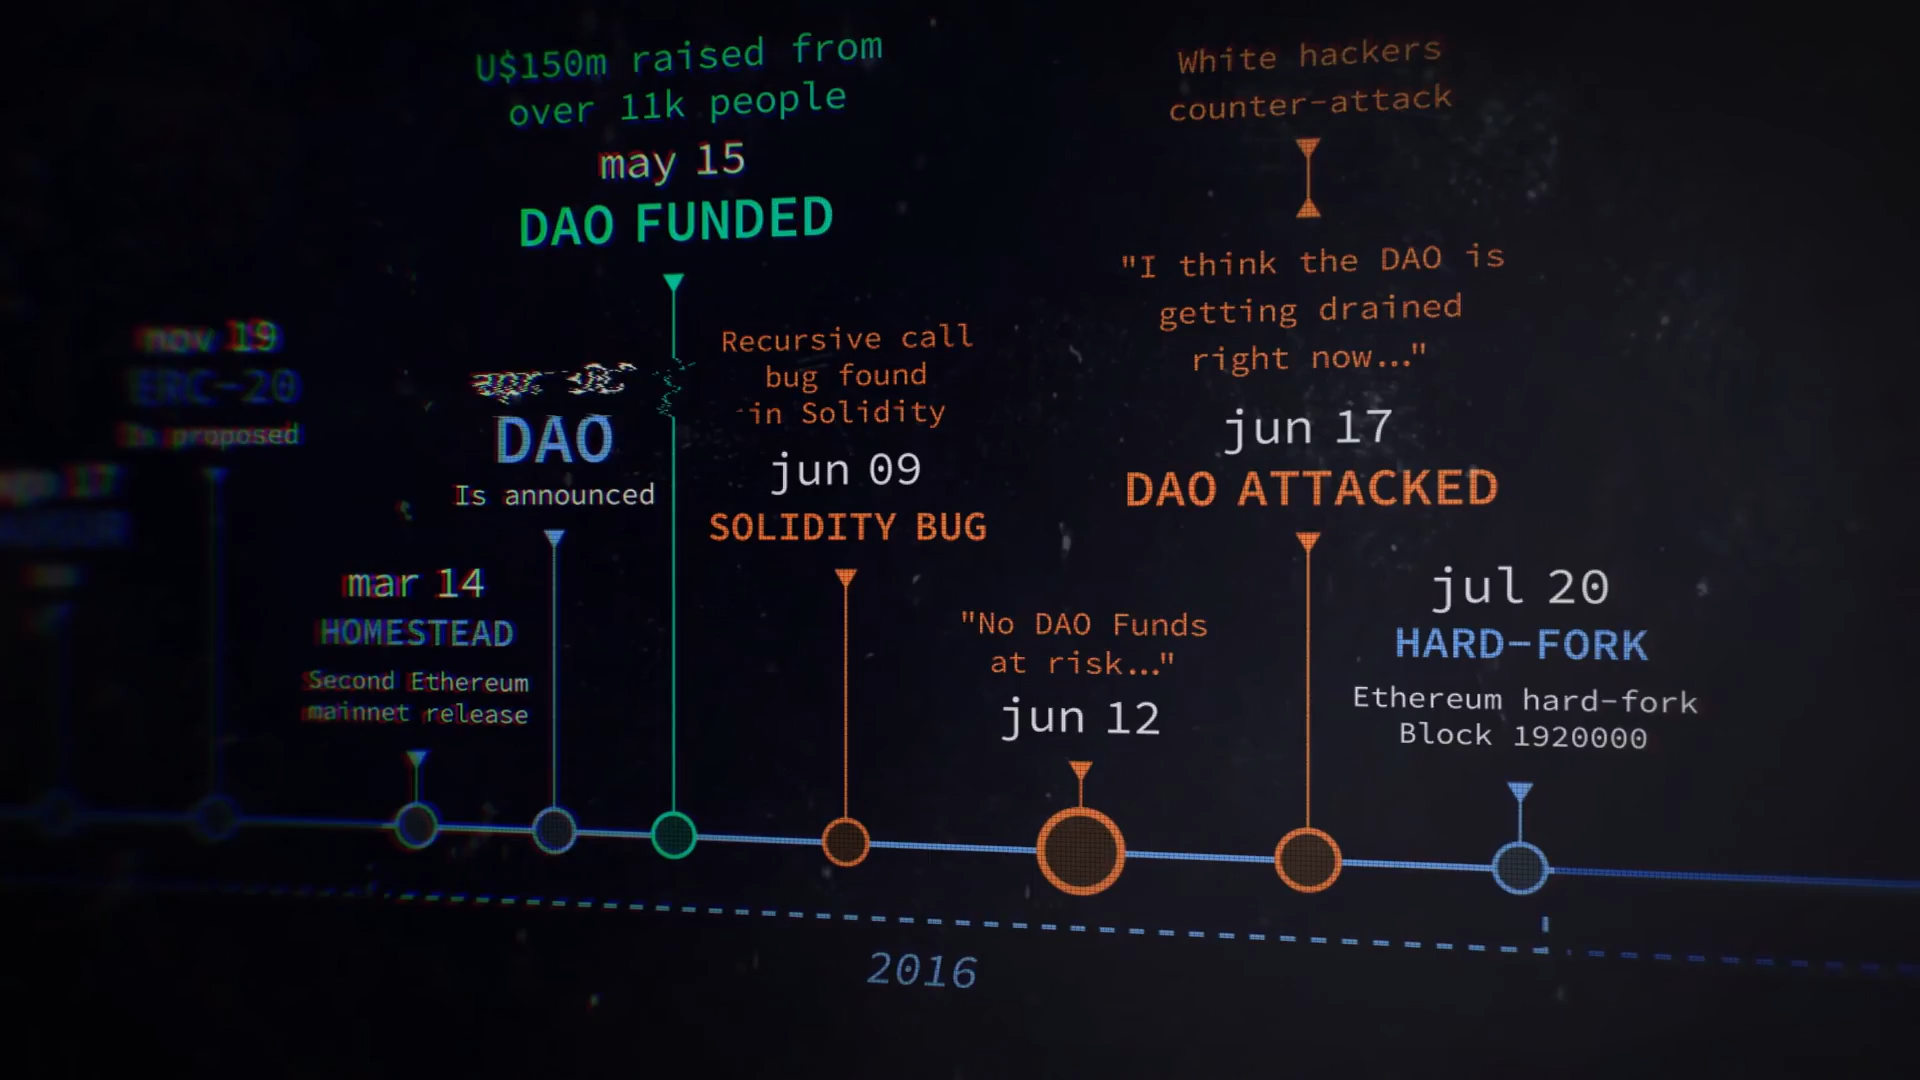 nov 19
ERC-20
Is proposed
mar 14
HOMESTEAD
Second Ethereum
mainnet release
DAO
Is announced
U$150m raised from
over 11k people
may 15
DAO FUNDED
Recursive call
bug found
in Solidity
jun 09
SOLIDITY BUG
"No DAO Funds
at risk..."
jun 12
White hackers
counter-attack
"I think the DAO is
getting drained
right now..."
jun 17
DAO ATTACKED
jul 20
HARD-FORK
Ethereum hard-fork
Block 1920000
2016